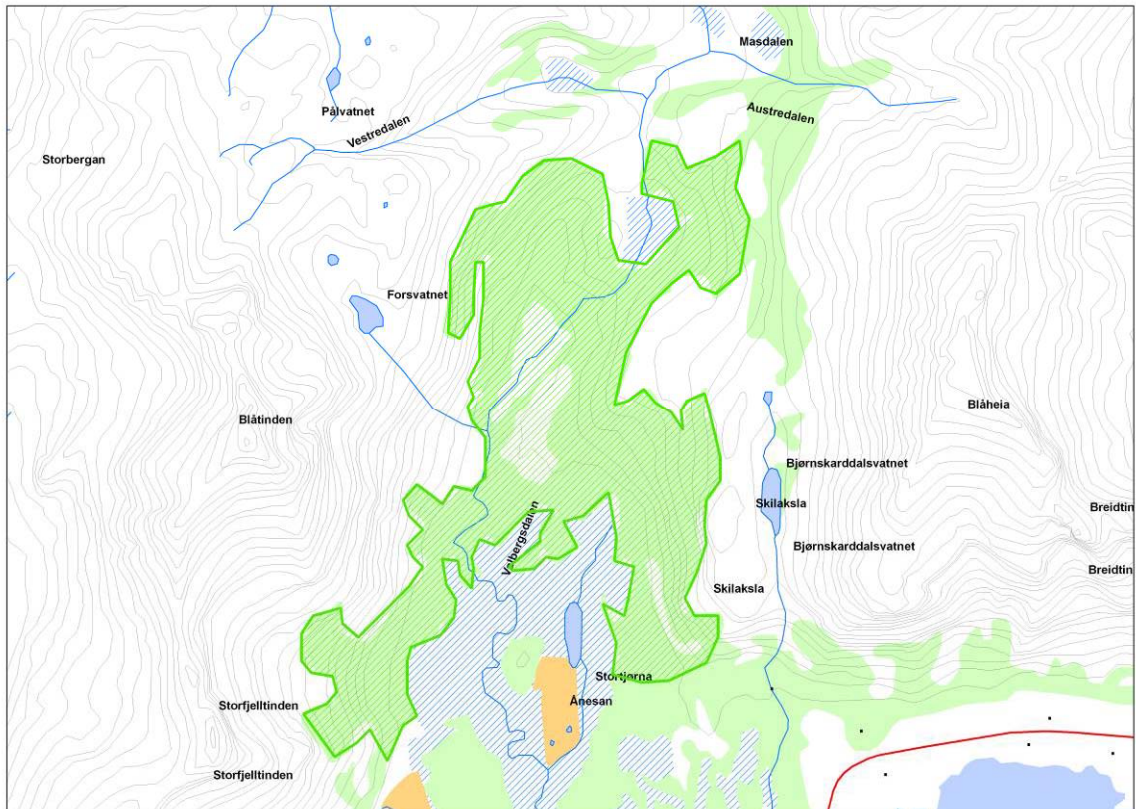 Masdalen
Pålvatnet
Vestredalen
Austredalen
Storbergan
Forsvatnet
Blåtinden
Blåheia
Bjørnskarddalsvatnet
Skilaksla
Breidtin
Valbergsdalen
Bjørnskarddalsvatnet
Breidtin
Skilaksla
Stortjørna
Storfjelltinden
Ånesan
Storfjelltinden